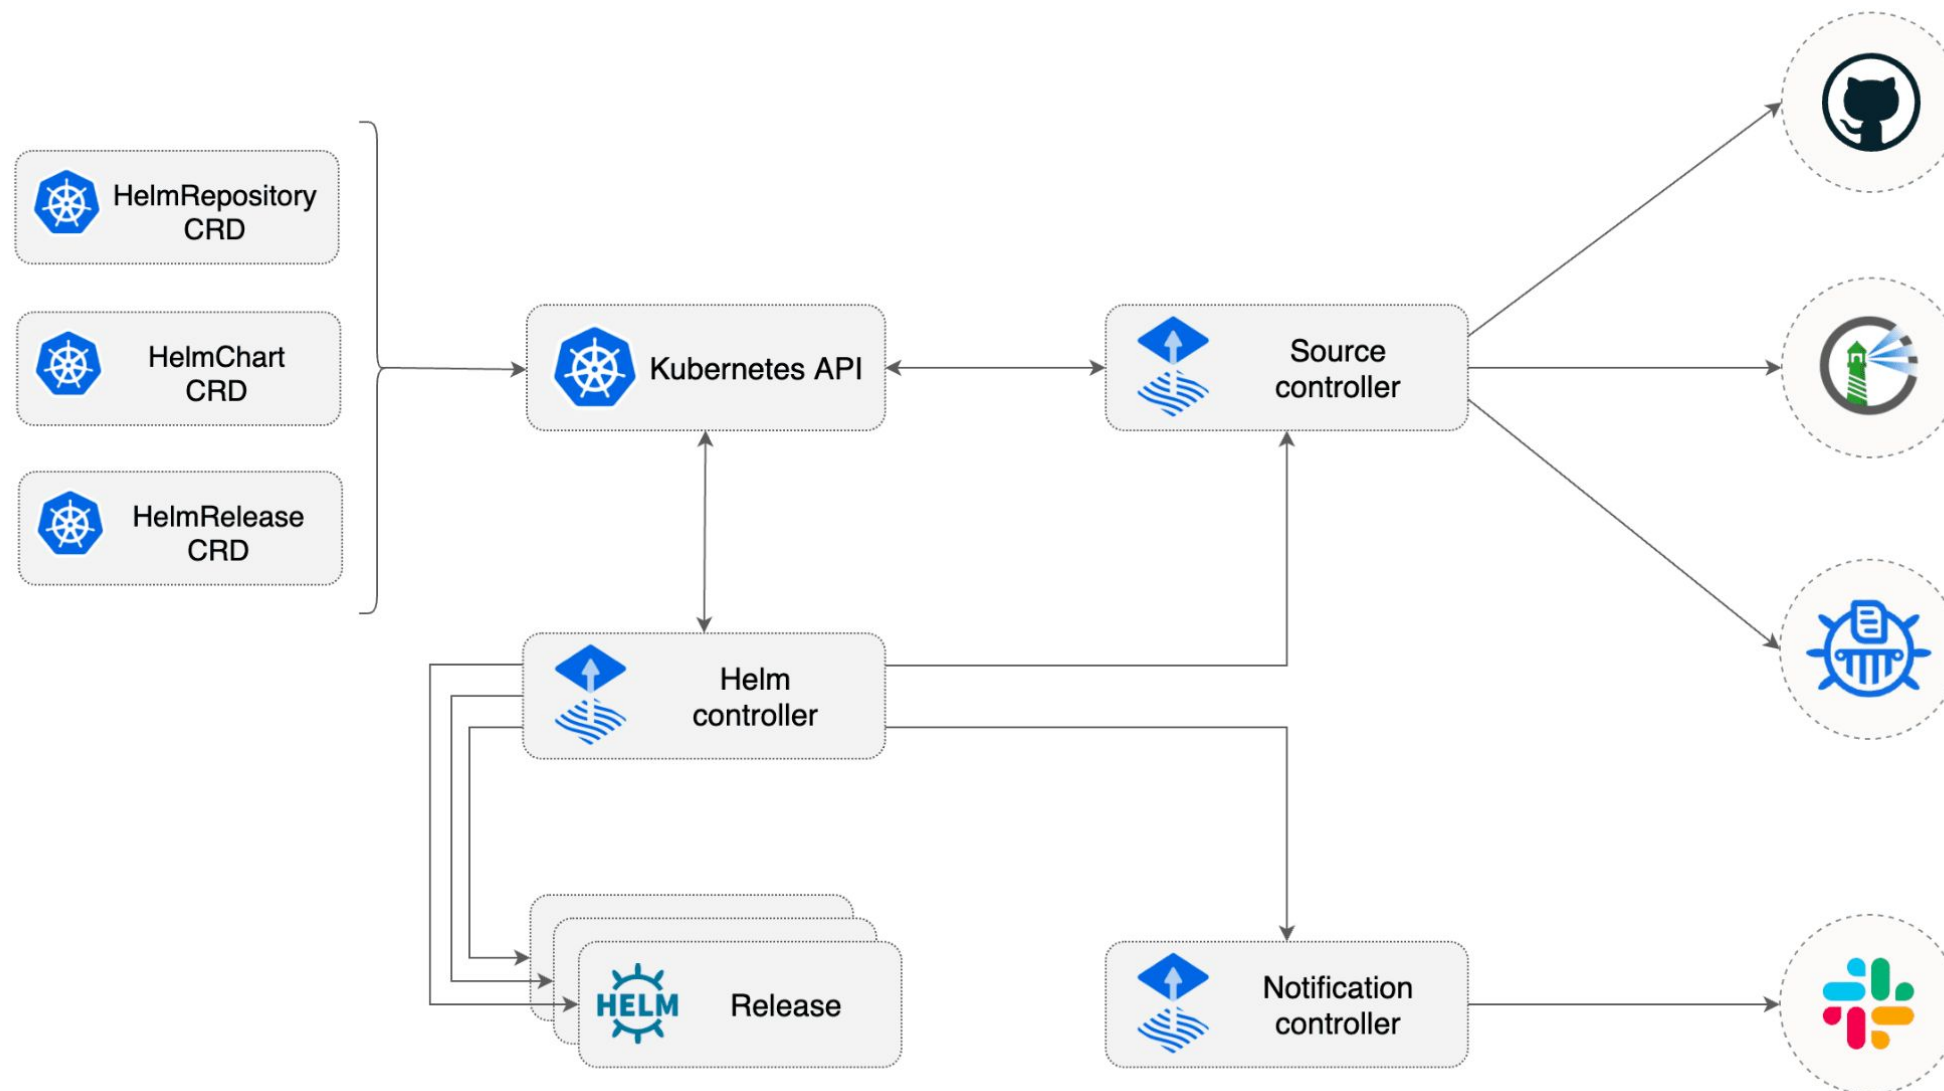 HelmRepository
CRD
HelmChart
CRD
HelmRelease
CRD
Kubernetes API
Source
controller
Helm
controller
HELM
Release
Notification
controller